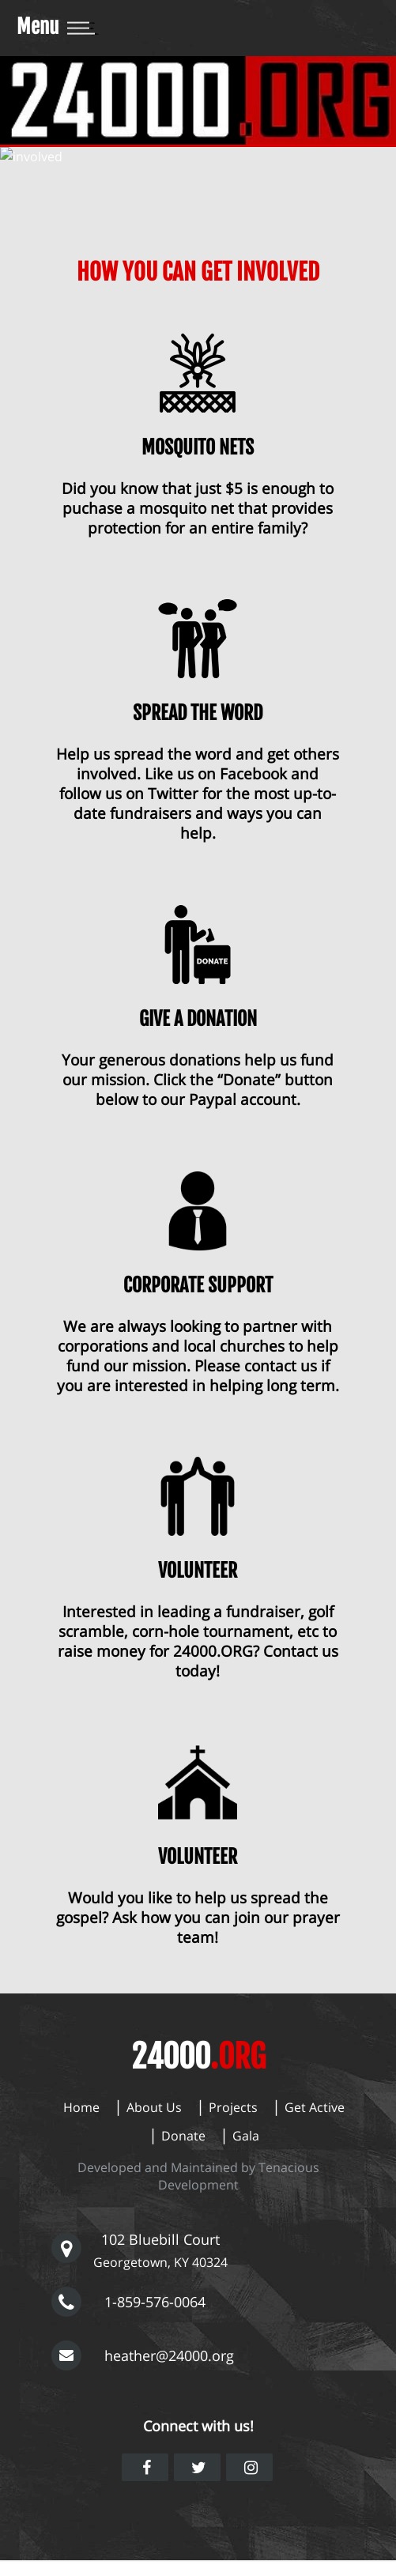 Menu
24000.ORG
Involved
HOW YOU CAN GET INVOLVED
MOSQUITO NETS
Did you know that just $5 is enough to
puchase a mosquito net that provides
protection for an entire family?
SPREAD THE WORD
Help us spread the word and get others
involved. Like us on Facebook and
follow us on Twitter for the most up-to-
date fundraisers and ways you can
help.
DONATE
GIVE A DONATION
Your generous donations help us fund
our mission. Click the “Donate” button
below to our Paypal account.
CORPORATE SUPPORT
We are always looking to partner with
corporations and local churches to help
fund our mission. Please contact us if
you are interested in helping long term.
VOLUNTEER
Interested in leading a fundraiser, golf
scramble, corn-hole tournament, etc to
raise money for 24000.ORG? Contact us
today!
VOLUNTEER
Would you like to help us spread the
gospel? Ask how you can join our prayer
team!
24000.ORG
Home | About Us | Projects | Get Active
| Donate | Gala
Developed and Maintained by Tenacious
Development
102 Bluebill Court
Georgetown, KY 40324
1-859-576-0064
heather@24000.org
Connect with us!